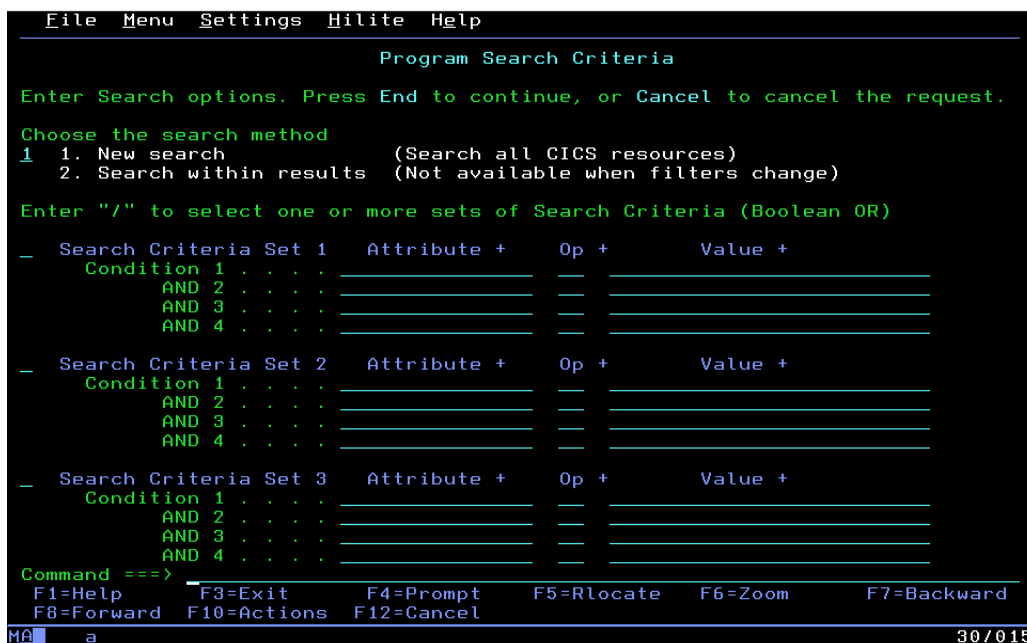 File  Menu  Settings  Hilite  Help
Program Search Criteria
Enter Search options. Press End to continue, or Cancel to cancel the request.
Choose the search method
1  1. New search  (Search all CICS resources)
2. Search within results  (Not available when filters change)
Enter "/" to select one or more sets of Search Criteria (Boolean OR)
_  Search Criteria Set 1  Attribute +  Op +  Value +
Condition 1 . . . .
AND 2 . . . .
AND 3 . . . .
AND 4 . . . .
_  Search Criteria Set 2  Attribute +  Op +  Value +
Condition 1 . . . .
AND 2 . . . .
AND 3 . . . .
AND 4 . . . .
_  Search Criteria Set 3  Attribute +  Op +  Value +
Condition 1 . . . .
AND 2 . . . .
AND 3 . . . .
AND 4 . . . .
Command ===>
F1=Help  F3=Exit  F4=Prompt  F5=Rlocate  F6=Zoom  F7=Backward
F8=Forward  F10=Actions  F12=Cancel
MA  a  30/015